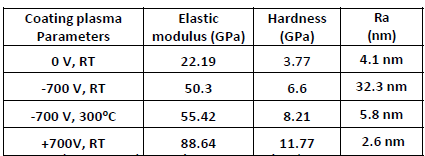 Coating plasma Parameters Elastic modulus (GPa) Hardness (GPa) Ra (nm)
0 V, RT 22.19 3.77 4.1 nm
-700 V, RT 50.3 6.6 32.3 nm
-700 V, 300ºC 55.42 8.21 5.8 nm
+700V, RT 88.64 11.77 2.6 nm